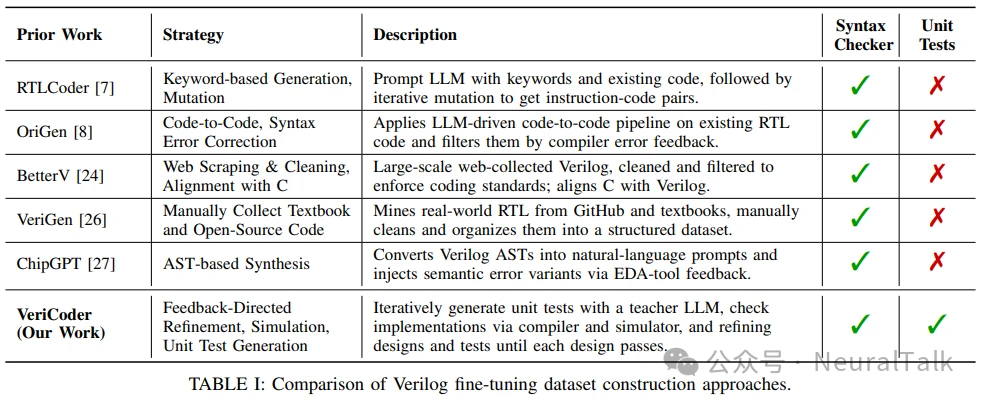 Prior Work Strategy Description Syntax Checker Unit Tests
RTLCoder [7] Keyword-based Generation, Prompt LLM with keywords and existing code, followed by ✓ ✗
Mutation iterative mutation to get instruction-code pairs.
OriGen [8] Code-to-Code, Syntax Applies LLM-driven code-to-code pipeline on existing RTL ✓ ✗
Error Correction code and filters them by compiler error feedback.
BetterV [24] Web Scraping & Cleaning, Large-scale web-collected Verilog, cleaned and filtered to ✓ ✗
Alignment with C enforce coding standards; aligns C with Verilog.
VeriGen [26] Manually Collect Textbook Mines real-world RTL from GitHub and textbooks, manually ✓ ✗
and Open-Source Code cleans and organizes them into a structured dataset.
ChipGPT [27] AST-based Synthesis Converts Verilog ASTs into natural-language prompts and ✓ ✗
injects semantic error variants via EDA-tool feedback.
VeriCoder Feedback-Directed Iteratively generate unit tests with a teacher LLM, check
(Our Work) Refinement, Simulation, implementations via compiler and simulator, and refining ✓ ✓
Unit Test Generation designs and tests until each design passes.
公众号 · NeuralTalk
TABLE I: Comparison of Verilog fine-tuning dataset construction approaches.